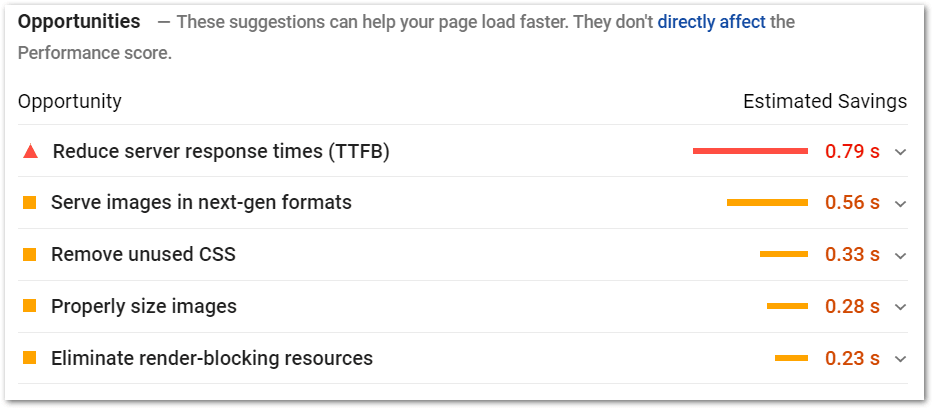 Opportunities — These suggestions can help your page load faster. They don't directly affect the
Performance score.
Opportunity Estimated Savings
Reduce server response times (TTFB) 0.79 s
Serve images in next-gen formats 0.56 s
Remove unused CSS 0.33 s
Properly size images 0.28 s
Eliminate render-blocking resources 0.23 s